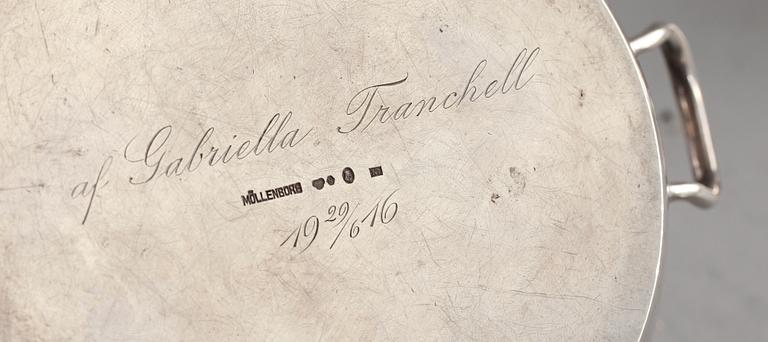 af Gabriella Tranchell
MÖLLENBORG
19 29/6 16